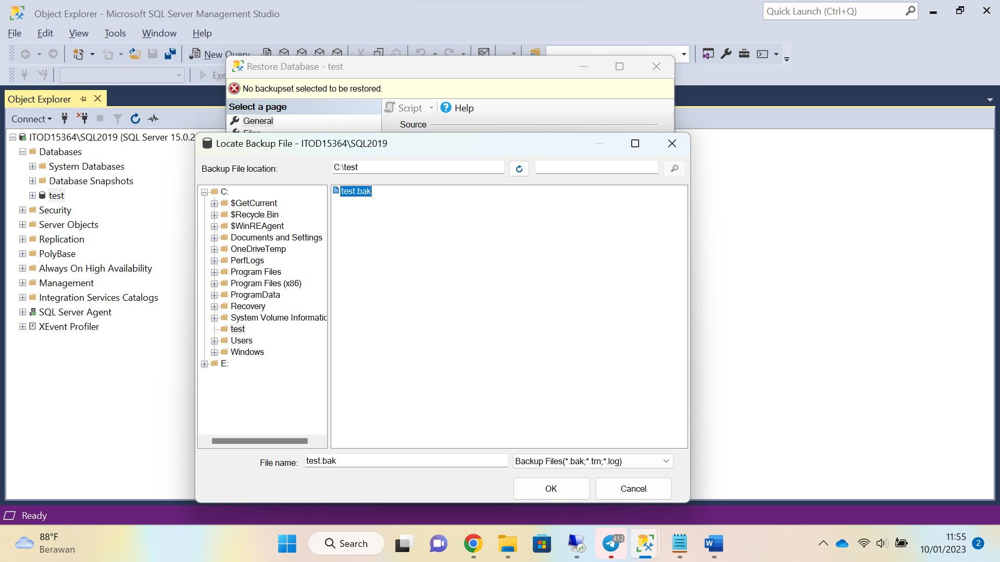 Object Explorer - Microsoft SQL Server Management Studio
Quick Launch (Ctrl+Q)
File Edit View Tools Window Help
New Query
Exe
Restore Database - test
No backupset selected to be restored.
Select a page
Script
Help
General
Source
Object Explorer
Connect
ITOD15364\SQL2019 (SQL Server 15.0.2
Databases
System Databases
Database Snapshots
test
Security
Server Objects
Replication
PolyBase
Always On High Availability
Management
Integration Services Catalogs
SQL Server Agent
XEvent Profiler
Locate Backup File - ITOD15364\SQL2019
Backup File location:
C:\test
C:
$GetCurrent
$Recycle.Bin
$WinREAgent
Documents and Settings
OneDriveTemp
PerfLogs
Program Files
Program Files (x86)
ProgramData
Recovery
System Volume Informatic
test
Users
Windows
E:
test.bak
File name:
test.bak
Backup Files(*.bak;*.trn;*.log)
OK
Cancel
Ready
88°F
Berawan
Search
412
11:55
10/01/2023
2